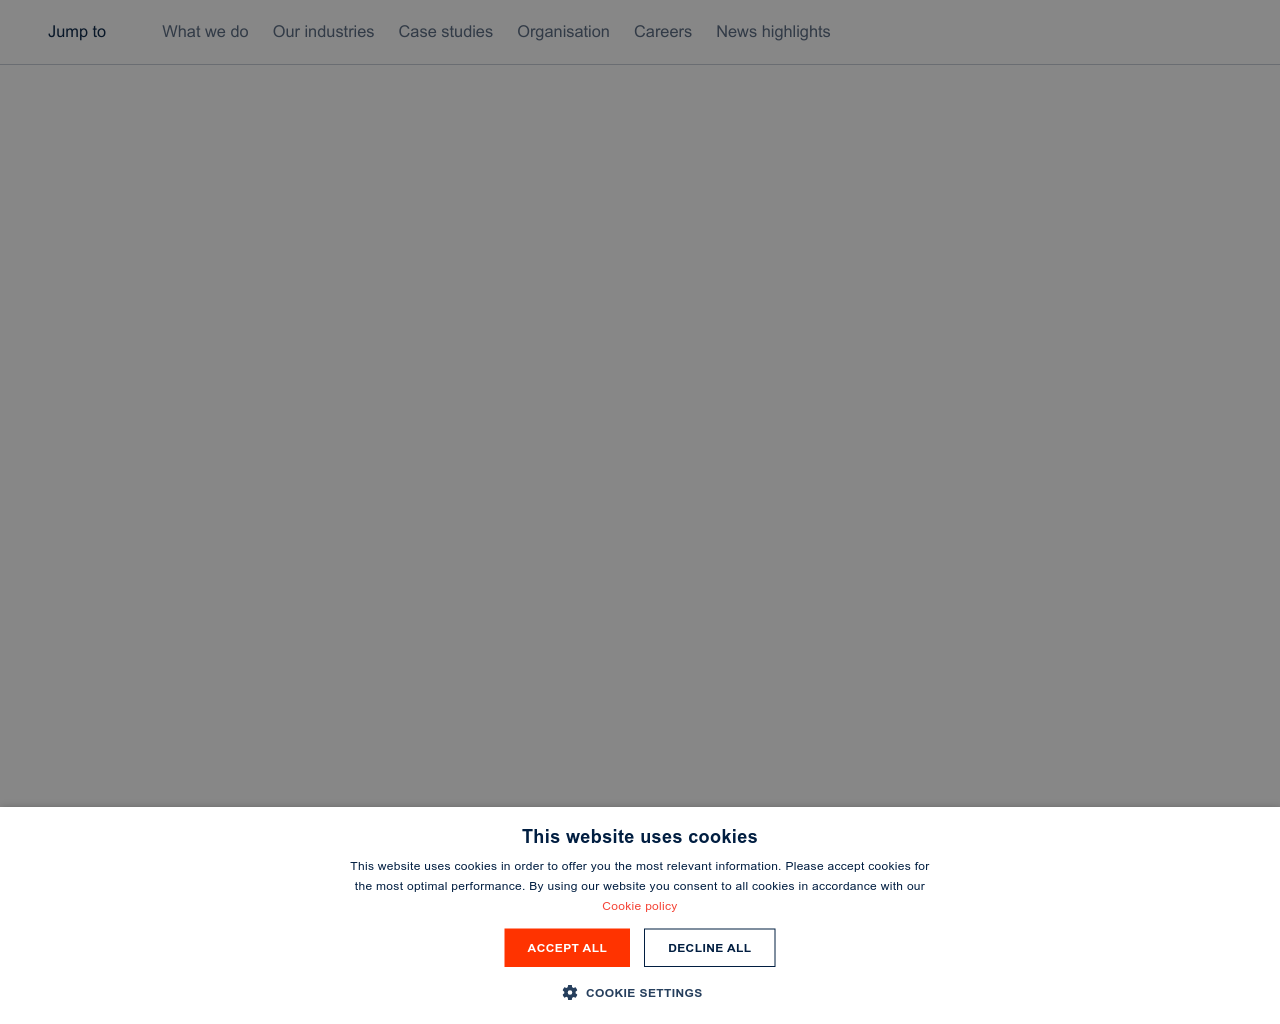 Jump to What we do Our industries Case studies Organisation Careers News highlights
This website uses cookies
This website uses cookies in order to offer you the most relevant information. Please accept cookies for
the most optimal performance. By using our website you consent to all cookies in accordance with our
Cookie policy
ACCEPT ALL DECLINE ALL
COOKIE SETTINGS